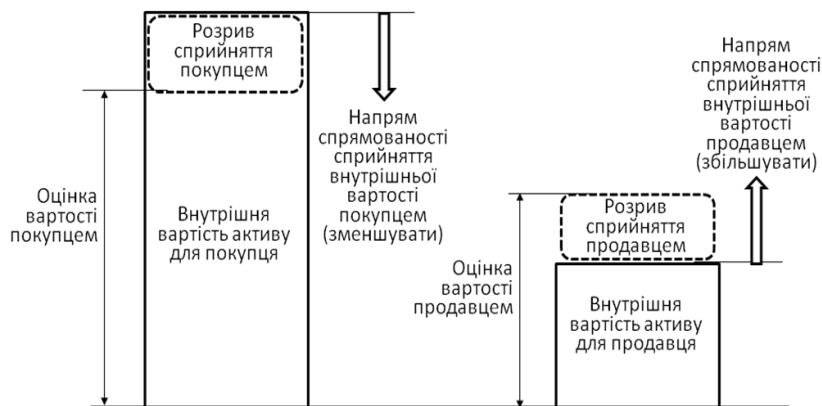 Розрив
сприйняття
покупцем
Напрям
спрямованості
сприйняття
внутрішньої
вартості
покупцем
(зменшувати)
Оцінка
вартості
покупцем
Внутрішня
вартість активу
для покупця
Напрям
спрямованості
сприйняття
внутрішньої
вартості
продавцем
(збільшувати)
Розрив
сприйняття
продавцем
Оцінка
вартості
продавцем
Внутрішня
вартість активу
для продавця